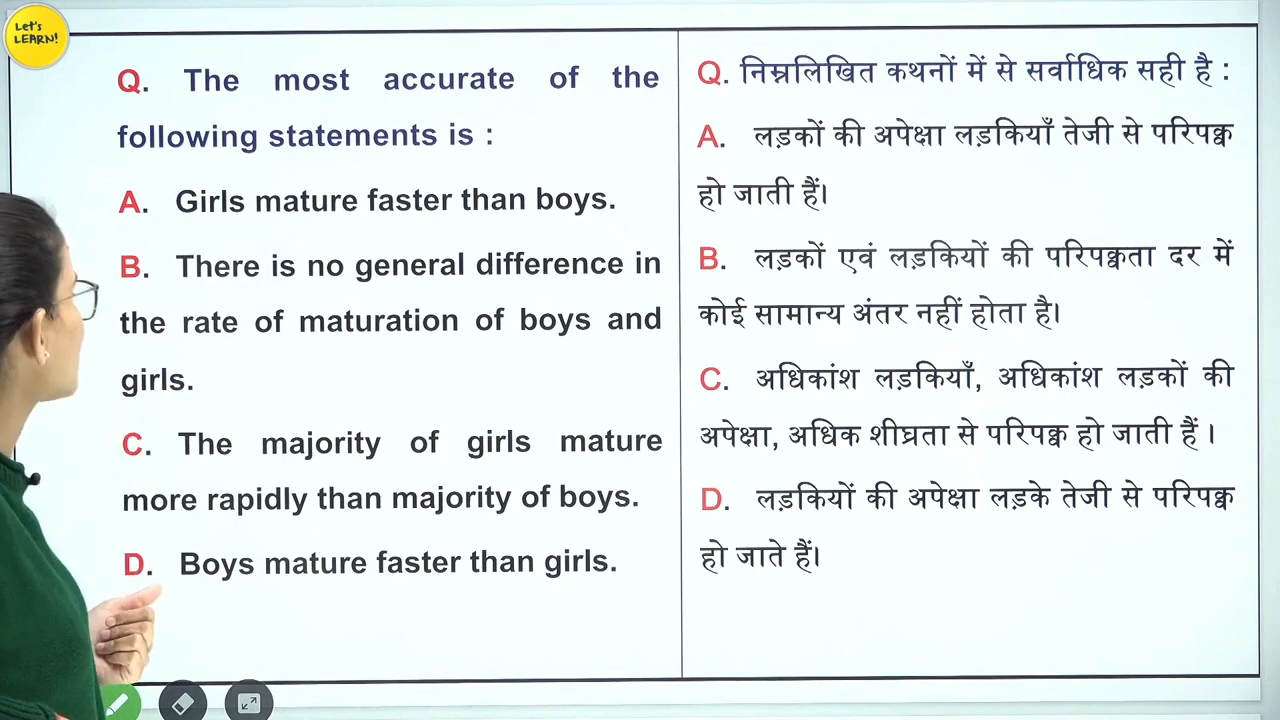 Let's
LEARN!
Q. The most accurate of the
following statements is :
A. Girls mature faster than boys.
B. There is no general difference in
the rate of maturation of boys and
girls.
C. The majority of girls mature
more rapidly than majority of boys.
D. Boys mature faster than girls.
Q. निम्नलिखित कथनों में से सर्वाधिक सही है :
A. लड़कों की अपेक्षा लड़कियाँ तेजी से परिपक्व
हो जाती हैं।
B. लड़कों एवं लड़कियों की परिपक्वता दर में
कोई सामान्य अंतर नहीं होता है।
C. अधिकांश लड़कियाँ, अधिकांश लड़कों की
अपेक्षा, अधिक शीघ्रता से परिपक्व हो जाती हैं ।
D. लड़कियों की अपेक्षा लड़के तेजी से परिपक्व
हो जाते हैं।